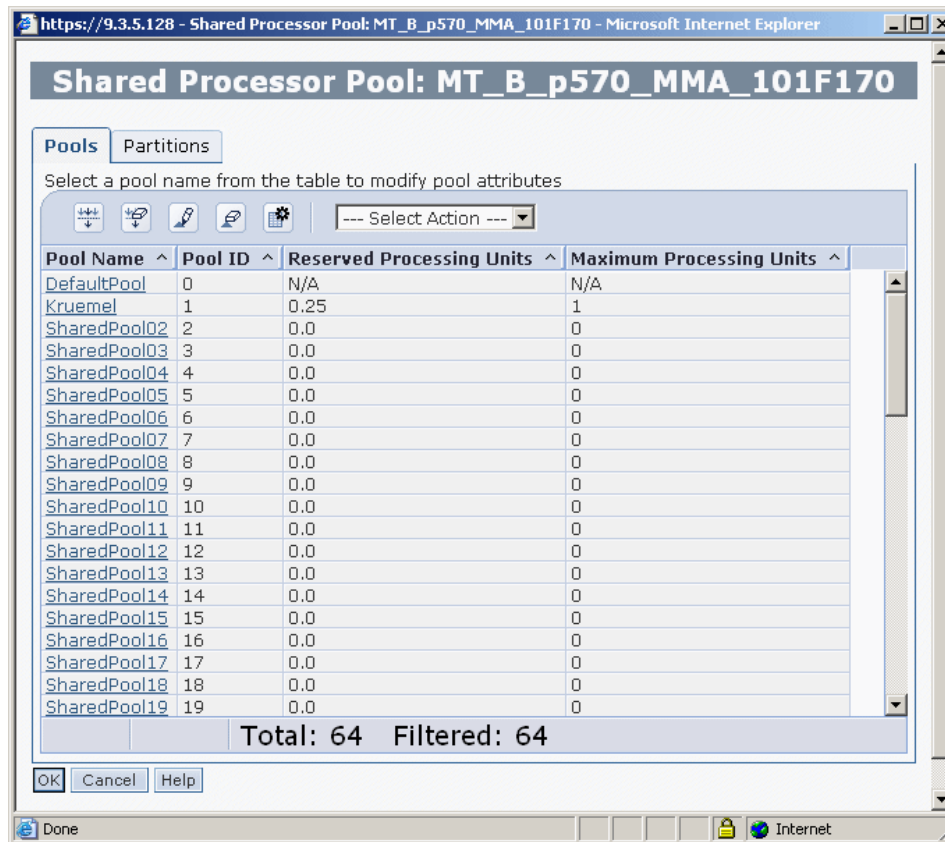 https://9.3.5.128 - Shared Processor Pool: MT_B_p570_MMA_101F170 - Microsoft Internet Explorer
Shared Processor Pool: MT_B_p570_MMA_101F170
Pools Partitions
Select a pool name from the table to modify pool attributes
--- Select Action ---
Pool Name ^ Pool ID ^ Reserved Processing Units ^ Maximum Processing Units ^
DefaultPool 0 N/A N/A
Kruemel 1 0.25 1
SharedPool02 2 0.0 0
SharedPool03 3 0.0 0
SharedPool04 4 0.0 0
SharedPool05 5 0.0 0
SharedPool06 6 0.0 0
SharedPool07 7 0.0 0
SharedPool08 8 0.0 0
SharedPool09 9 0.0 0
SharedPool10 10 0.0 0
SharedPool11 11 0.0 0
SharedPool12 12 0.0 0
SharedPool13 13 0.0 0
SharedPool14 14 0.0 0
SharedPool15 15 0.0 0
SharedPool16 16 0.0 0
SharedPool17 17 0.0 0
SharedPool18 18 0.0 0
SharedPool19 19 0.0 0
Total: 64 Filtered: 64
OK Cancel Help
Done Internet